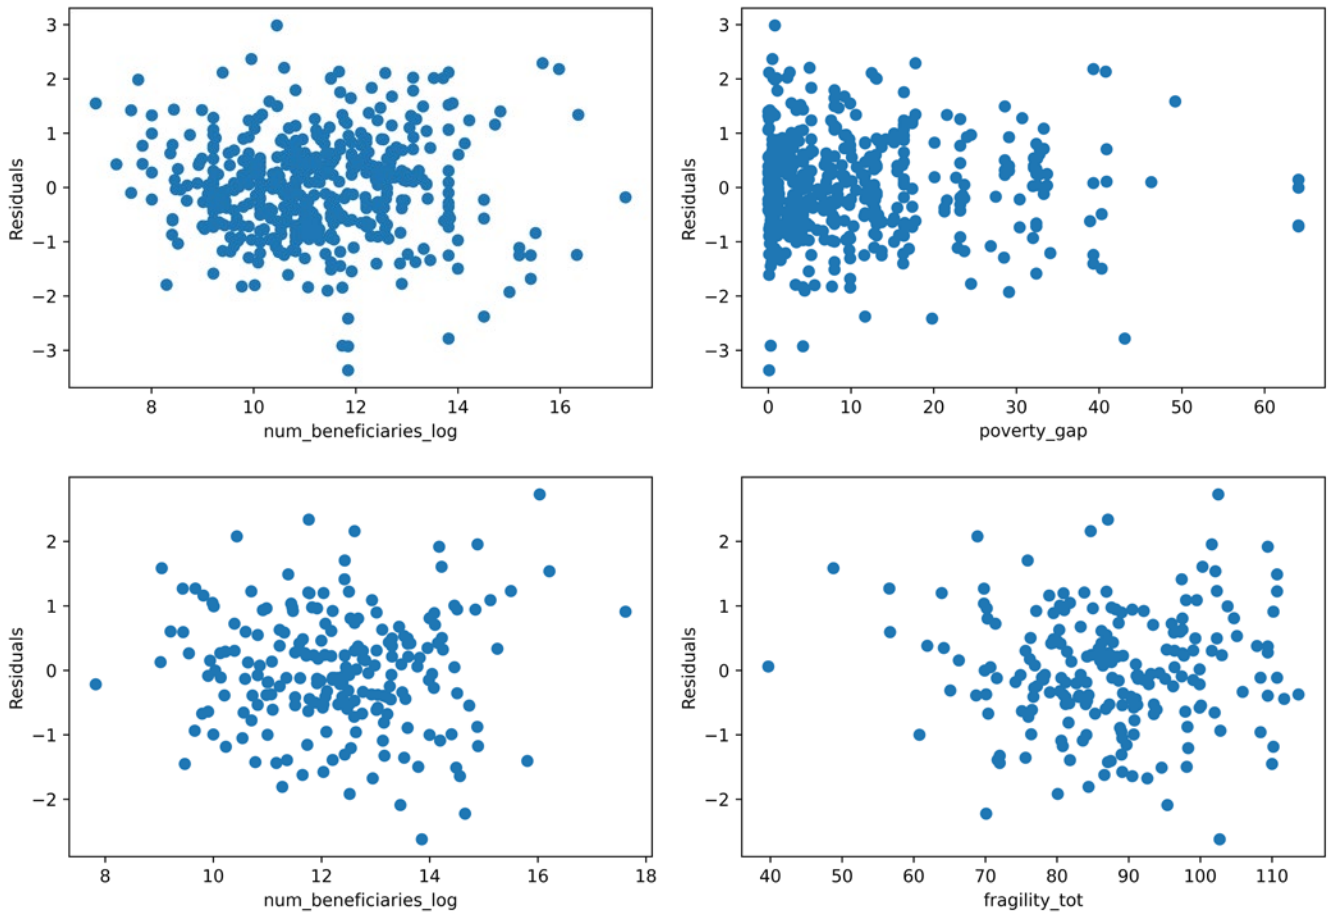 3
2
1
0
−1
−2
−3
Residuals
8 10 12 14 16
num_beneficiaries_log
3
2
1
0
−1
−2
−3
Residuals
0 10 20 30 40 50 60
poverty_gap
2
1
0
−1
−2
Residuals
8 10 12 14 16 18
num_beneficiaries_log
2
1
0
−1
−2
Residuals
40 50 60 70 80 90 100 110
fragility_tot